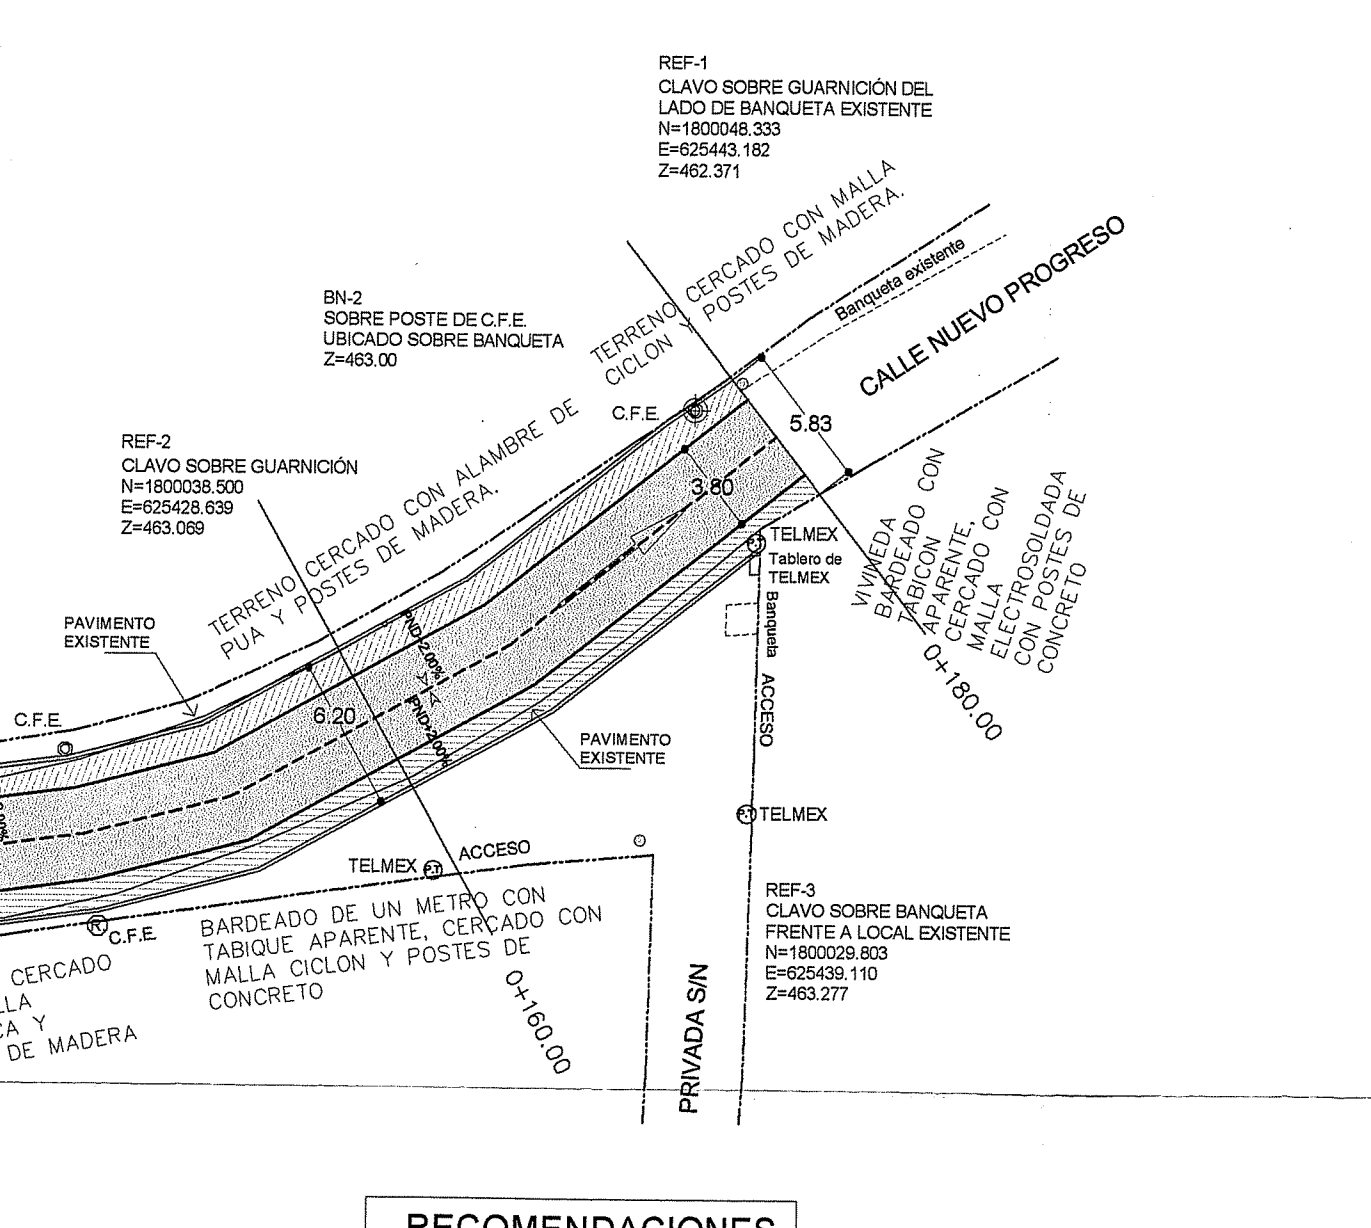 REF-1
CLAVO SOBRE GUARNICIÓN DEL
LADO DE BANQUETA EXISTENTE
N=1800048.333
E=625443.182
Z=462.371
TERRENO CERCADO CON MALLA
CICLON Y POSTES DE MADERA.
Banqueta existente
CALLE NUEVO PROGRESO
BN-2
SOBRE POSTE DE C.F.E.
UBICADO SOBRE BANQUETA
Z=463.00
C.F.E.
5.83
3.80
REF-2
CLAVO SOBRE GUARNICIÓN
N=1800038.500
E=625428.639
Z=463.069
TERRENO CERCADO CON ALAMBRE DE
PUA Y POSTES DE MADERA.
TELMEX
P.T
Tablero de
TELMEX
Banqueta
ACCESO
VIVINEDA
BARDEADO CON
TABICON
APARENTE,
CERCADO CON
MALLA
ELECTROSOLDADA
CON POSTES DE
CONCRETO
0+180.00
PAVIMENTO
EXISTENTE
PND+2.00%
PND+2.00%
6.20
C.F.E.
PAVIMENTO
EXISTENTE
P.T
TELMEX
TELMEX
P.T
ACCESO
R
C.F.E.
BARDEADO DE UN METRO CON
TABIQUE APARENTE, CERCADO CON
MALLA CICLON Y POSTES DE
CONCRETO
0+160.00
CERCADO
LLA
CA Y
DE MADERA
REF-3
CLAVO SOBRE BANQUETA
FRENTE A LOCAL EXISTENTE
N=1800029.803
E=625439.110
Z=463.277
PRIVADA S/N
RECOMENDACIONES